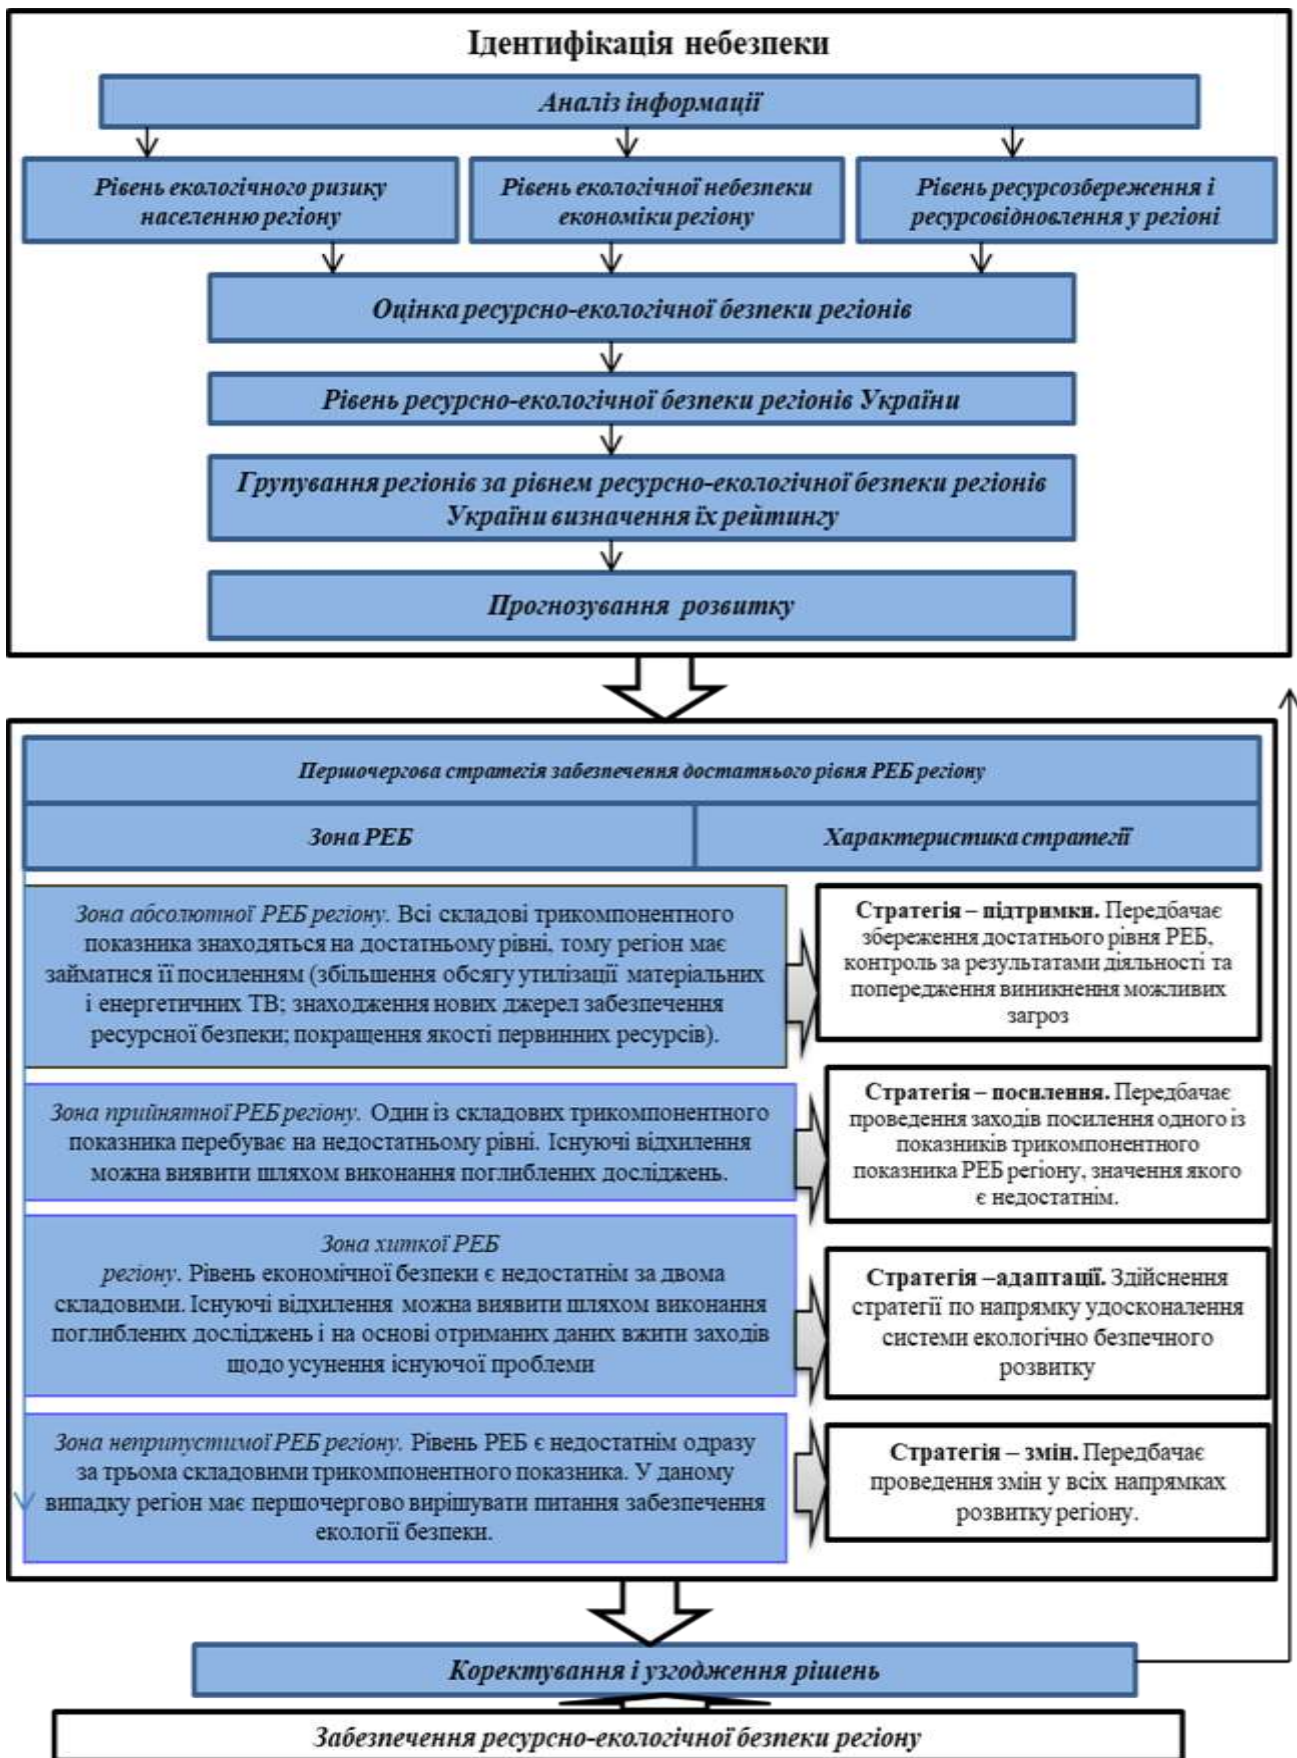 Ідентифікація небезпеки
Аналіз інформації
Рівень екологічного ризику
населенню регіону
Рівень екологічної небезпеки
економіки регіону
Рівень ресурсозбереження і
ресурсовідновлення у регіоні
Оцінка ресурсно-екологічної безпеки регіонів
Рівень ресурсно-екологічної безпеки регіонів України
Групування регіонів за рівнем ресурсно-екологічної безпеки регіонів
України визначення їх рейтингу
Прогнозування розвитку
Першочергова стратегія забезпечення достатнього рівня РЕБ регіону
Зона РЕБ
Характеристика стратегії
Зона абсолютної РЕБ регіону. Всі складові трикомпонентного
показника знаходяться на достатньому рівні, тому регіон має
займатися її посиленням (збільшення обсягу утилізації матеріальних
і енергетичних ТВ; знаходження нових джерел забезпечення
ресурсної безпеки; покращення якості первинних ресурсів).
Стратегія – підтримки. Передбачає
збереження достатнього рівня РЕБ,
контроль за результатами діяльності та
попередження виникнення можливих
загроз
Зона прийнятної РЕБ регіону. Один із складових трикомпонентного
показника перебуває на недостатньому рівні. Існуючі відхилення
можна виявити шляхом виконання поглиблених досліджень.
Стратегія – посилення. Передбачає
проведення заходів посилення одного із
показників трикомпонентного
показника РЕБ регіону, значення якого
є недостатнім.
Зона хиткої РЕБ
регіону. Рівень економічної безпеки є недостатнім за двома
складовими. Існуючі відхилення можна виявити шляхом виконання
поглиблених досліджень і на основі отриманих даних вжити заходів
щодо усунення існуючої проблеми
Стратегія –адаптації. Здійснення
стратегії по напрямку удосконалення
системи екологічно безпечного
розвитку
Зона неприпустимої РЕБ регіону. Рівень РЕБ є недостатнім одразу
за трьома складовими трикомпонентного показника. У даному
випадку регіон має першочергово вирішувати питання забезпечення
екології безпеки.
Стратегія – змін. Передбачає
проведення змін у всіх напрямках
розвитку регіону.
Коректування і узгодження рішень
Забезпечення ресурсно-екологічної безпеки регіону